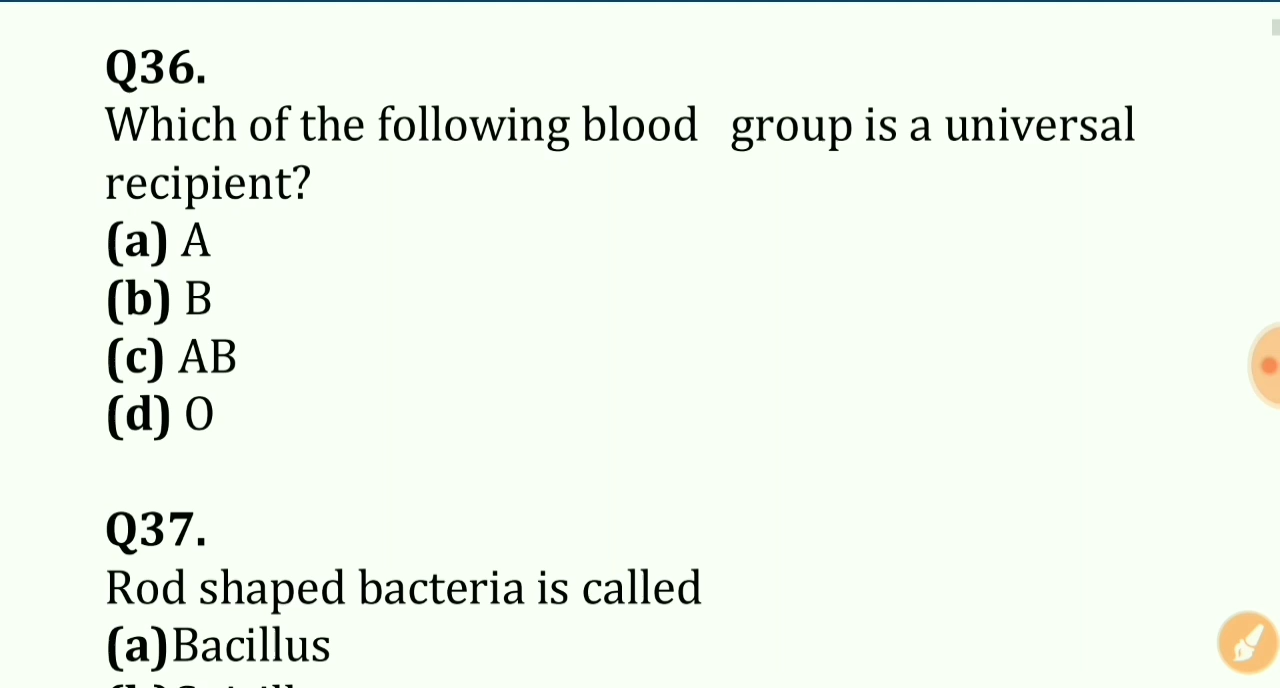 Q36.
Which of the following blood group is a universal
recipient?
(a) A
(b) B
(c) AB
(d) O
Q37.
Rod shaped bacteria is called
(a)Bacillus